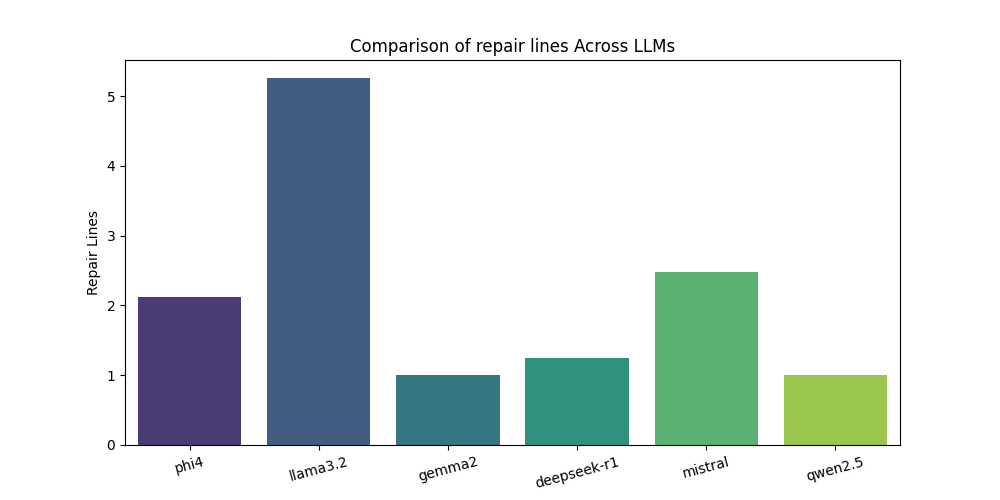 Comparison of repair lines Across LLMs
Repair Lines
5
4
3
2
1
0
phi4
llama3.2
gemma2
deepseek-r1
mistral
qwen2.5